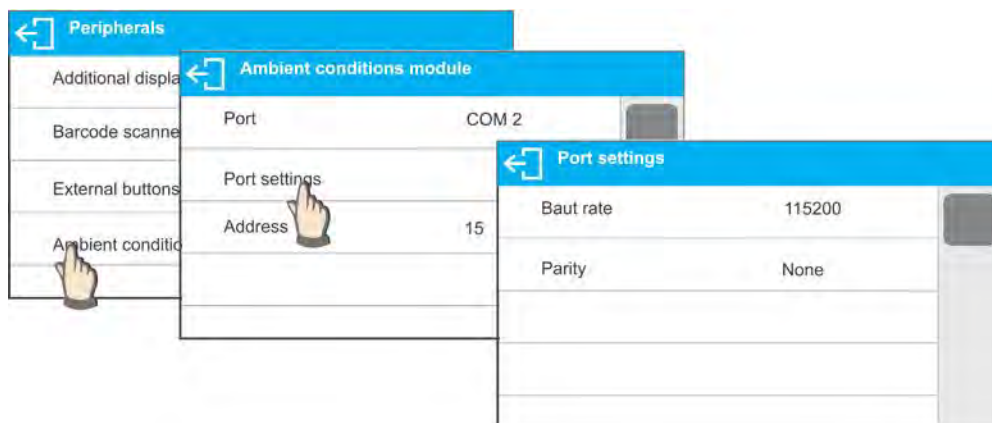 Peripherals
Additional displa
Barcode scanne
External buttons
Ambient conditio
Ambient conditions module
Port COM 2
Port settings
Address 15
Port settings
Baut rate 115200
Parity None